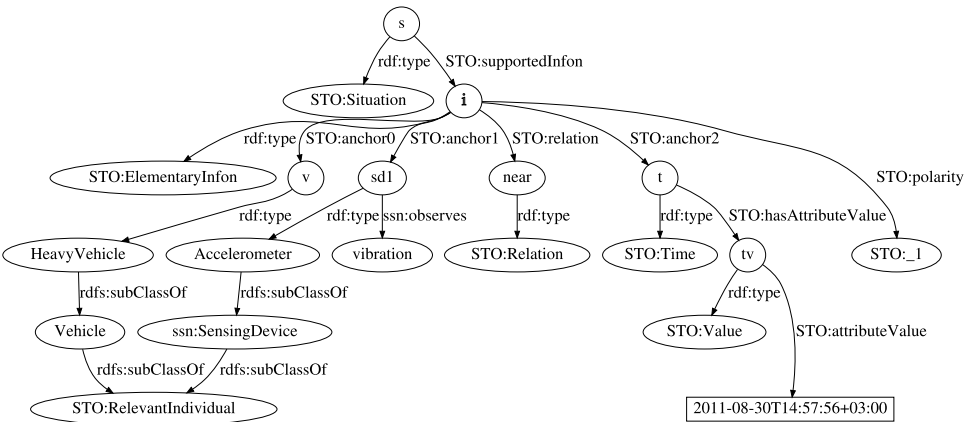 s
rdf:type
STO:supportedInfon
STO:Situation
i
rdf:type
STO:anchor0
STO:anchor1
STO:relation
STO:anchor2
STO:polarity
STO:ElementaryInfon
v
sd1
near
t
rdf:type
rdf:type
ssn:observes
rdf:type
rdf:type
STO:hasAttributeValue
HeavyVehicle
Accelerometer
vibration
STO:Relation
STO:Time
tv
STO:_1
rdfs:subClassOf
rdfs:subClassOf
rdf:type
Vehicle
ssn:SensingDevice
STO:Value
STO:attributeValue
rdfs:subClassOf
rdfs:subClassOf
STO:RelevantIndividual
2011-08-30T14:57:56+03:00